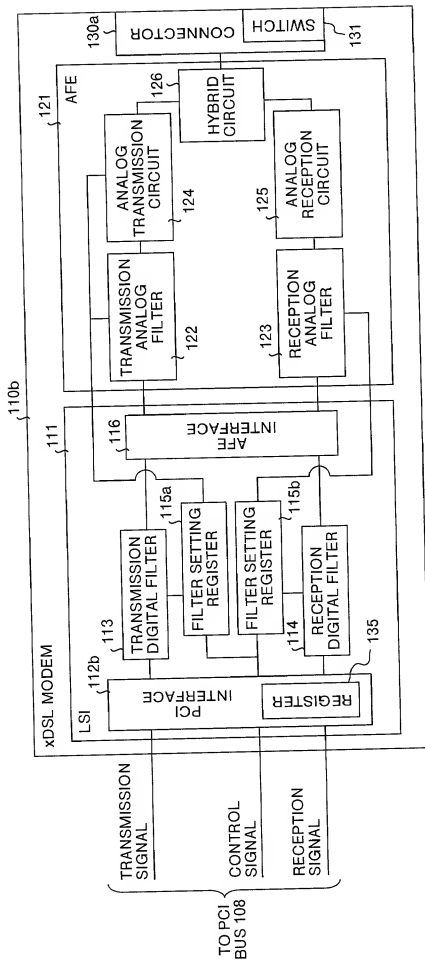 110b
xDSL MODEM
111
LSI
112b
PCI
INTERFACE
REGISTER
135
113
TRANSMISSION
DIGITAL FILTER
115a
FILTER SETTING
REGISTER
FILTER SETTING
REGISTER
115b
114
RECEPTION
DIGITAL FILTER
116
AFE
INTERFACE
121
AFE
TRANSMISSION
ANALOG
FILTER
122
ANALOG
TRANSMISSION
CIRCUIT
124
126
HYBRID
CIRCUIT
123
RECEPTION
ANALOG
FILTER
125
ANALOG
RECEPTION
CIRCUIT
130a
CONNECTOR
SWITCH
131
TRANSMISSION
SIGNAL
CONTROL
SIGNAL
RECEPTION
SIGNAL
TO PCI
BUS 108